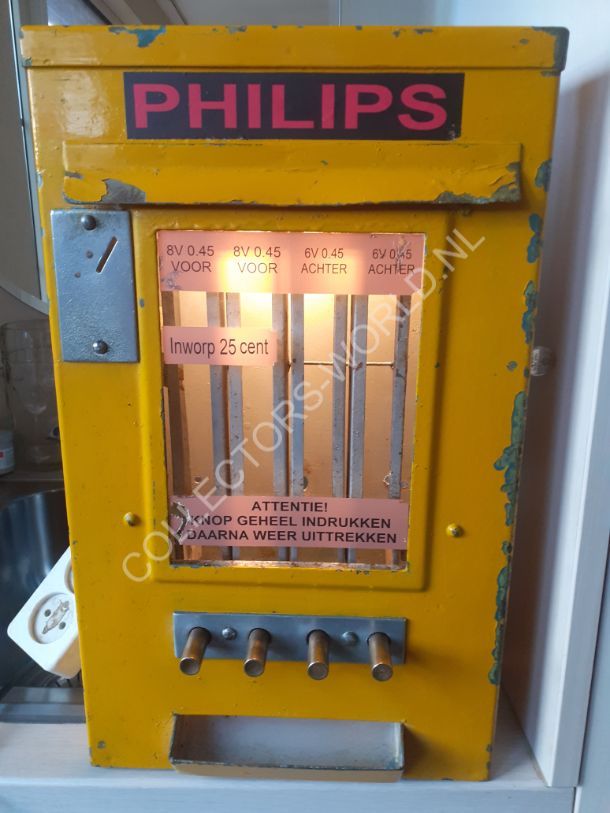 PHILIPS
8V 0.45
VOOR
8V 0.45
VOOR
6V 0.45
ACHTER
6V 0.45
ACHTER
Inworp 25 cent
ATTENTIE!
KNOP GEHEEL INDRUKKEN
DAARNA WEER UITTREKKEN
COLLECTORS-WORLD.NL